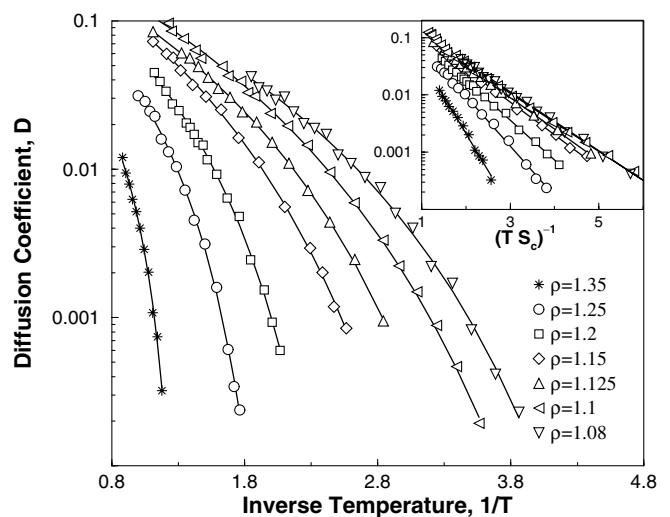 0.1
0.01
0.001
Diffusion Coefficient, D
0.8 1.8 2.8 3.8 4.8
Inverse Temperature, 1/T
0.1
0.01
0.001
1 3 5
(T S_c)⁻¹
ρ=1.35
ρ=1.25
ρ=1.2
ρ=1.15
ρ=1.125
ρ=1.1
ρ=1.08